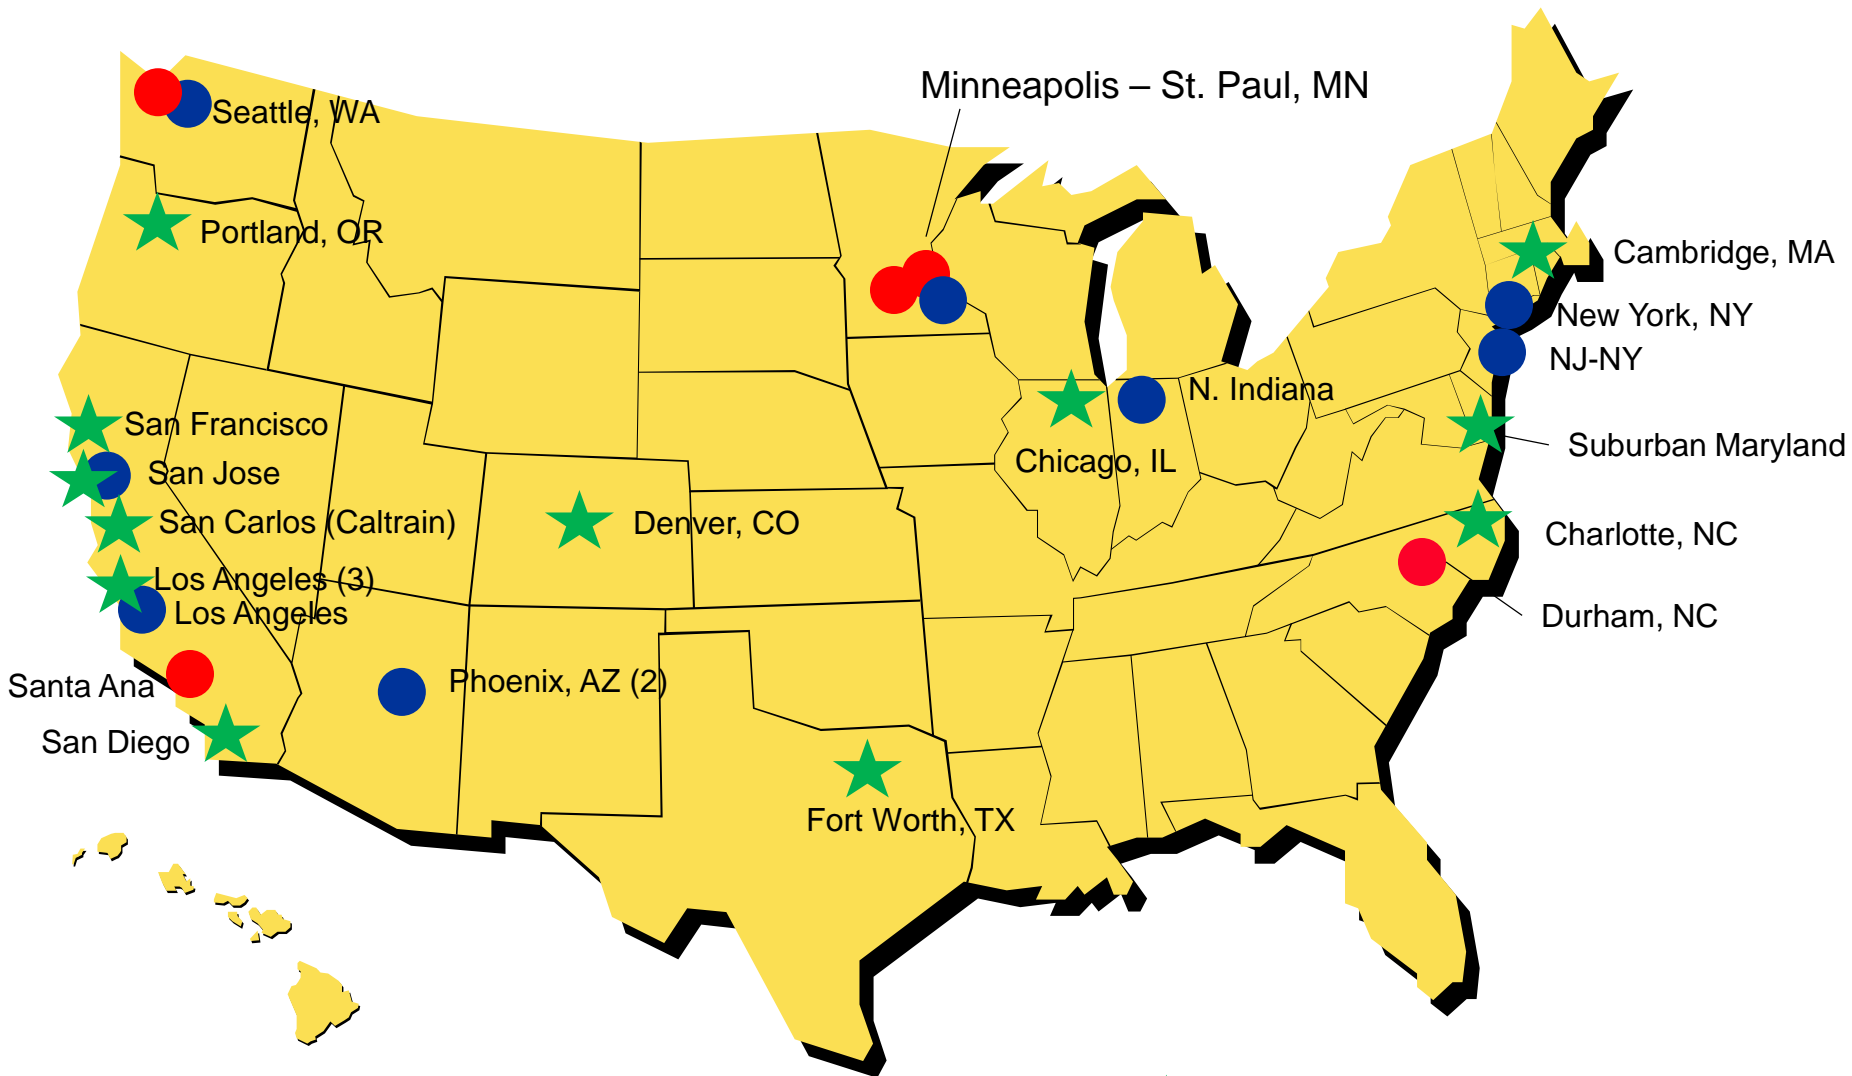 Minneapolis – St. Paul, MN
Seattle, WA
Portland, OR
Cambridge, MA
New York, NY
NJ-NY
N. Indiana
San Francisco
Suburban Maryland
Chicago, IL
San Jose
San Carlos (Caltrain)
Denver, CO
Charlotte, NC
Los Angeles (3)
Los Angeles
Durham, NC
Phoenix, AZ (2)
Santa Ana
San Diego
Fort Worth, TX